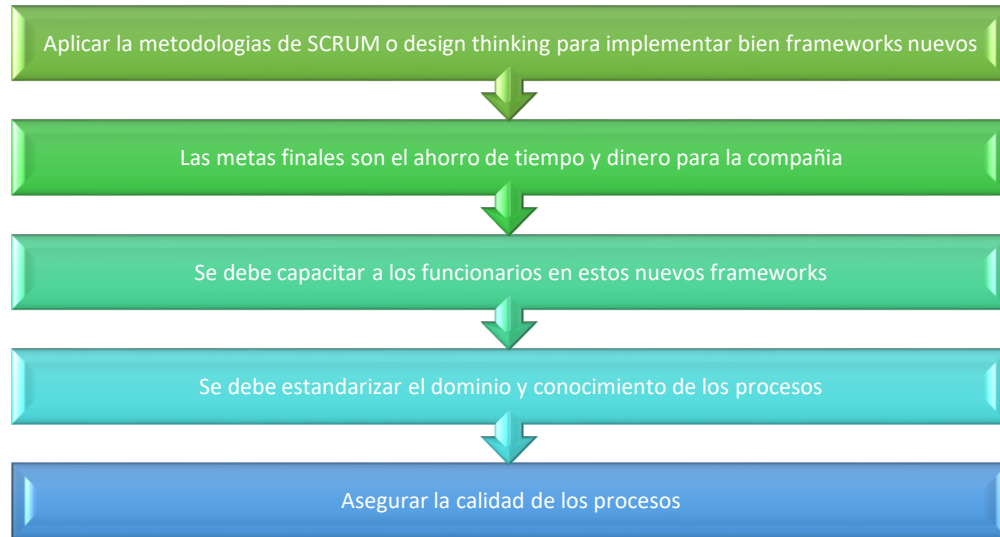 Aplicar la metodologias de SCRUM o design thinking para implementar bien frameworks nuevos
Las metas finales son el ahorro de tiempo y dinero para la compañia
Se debe capacitar a los funcionarios en estos nuevos frameworks
Se debe estandarizar el dominio y conocimiento de los procesos
Asegurar la calidad de los procesos